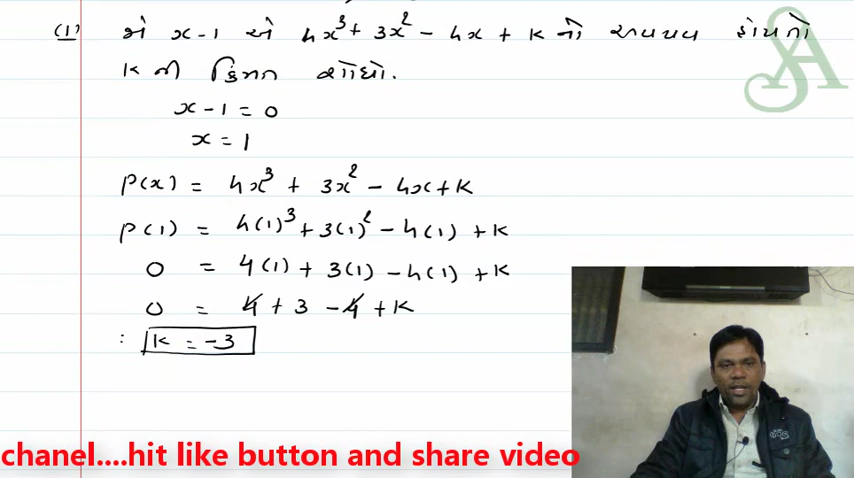 (1) જો x-1 એ 4x³ + 3x² - 4x + K નો અવયવ હોય તો
K ની કિંમત શોધો.
x - 1 = 0
x = 1
P(x) = 4x³ + 3x² - 4x + K
P(1) = 4(1)³ + 3(1)² - 4(1) + K
0 = 4(1) + 3(1) - 4(1) + K
0 = 4 + 3 - 4 + K
: K = -3
chanel....hit like button and share video